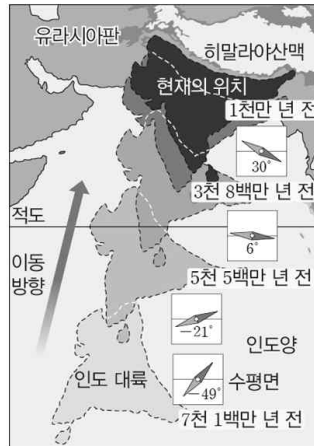 유라시아판
히말라야산맥
현재의 위치
1천만 년 전
30°
3천 8백만 년 전
적도
6°
이동
방향
5천 5백만 년 전
-21°
인도양
인도 대륙
-49°
수평면
7천 1백만 년 전